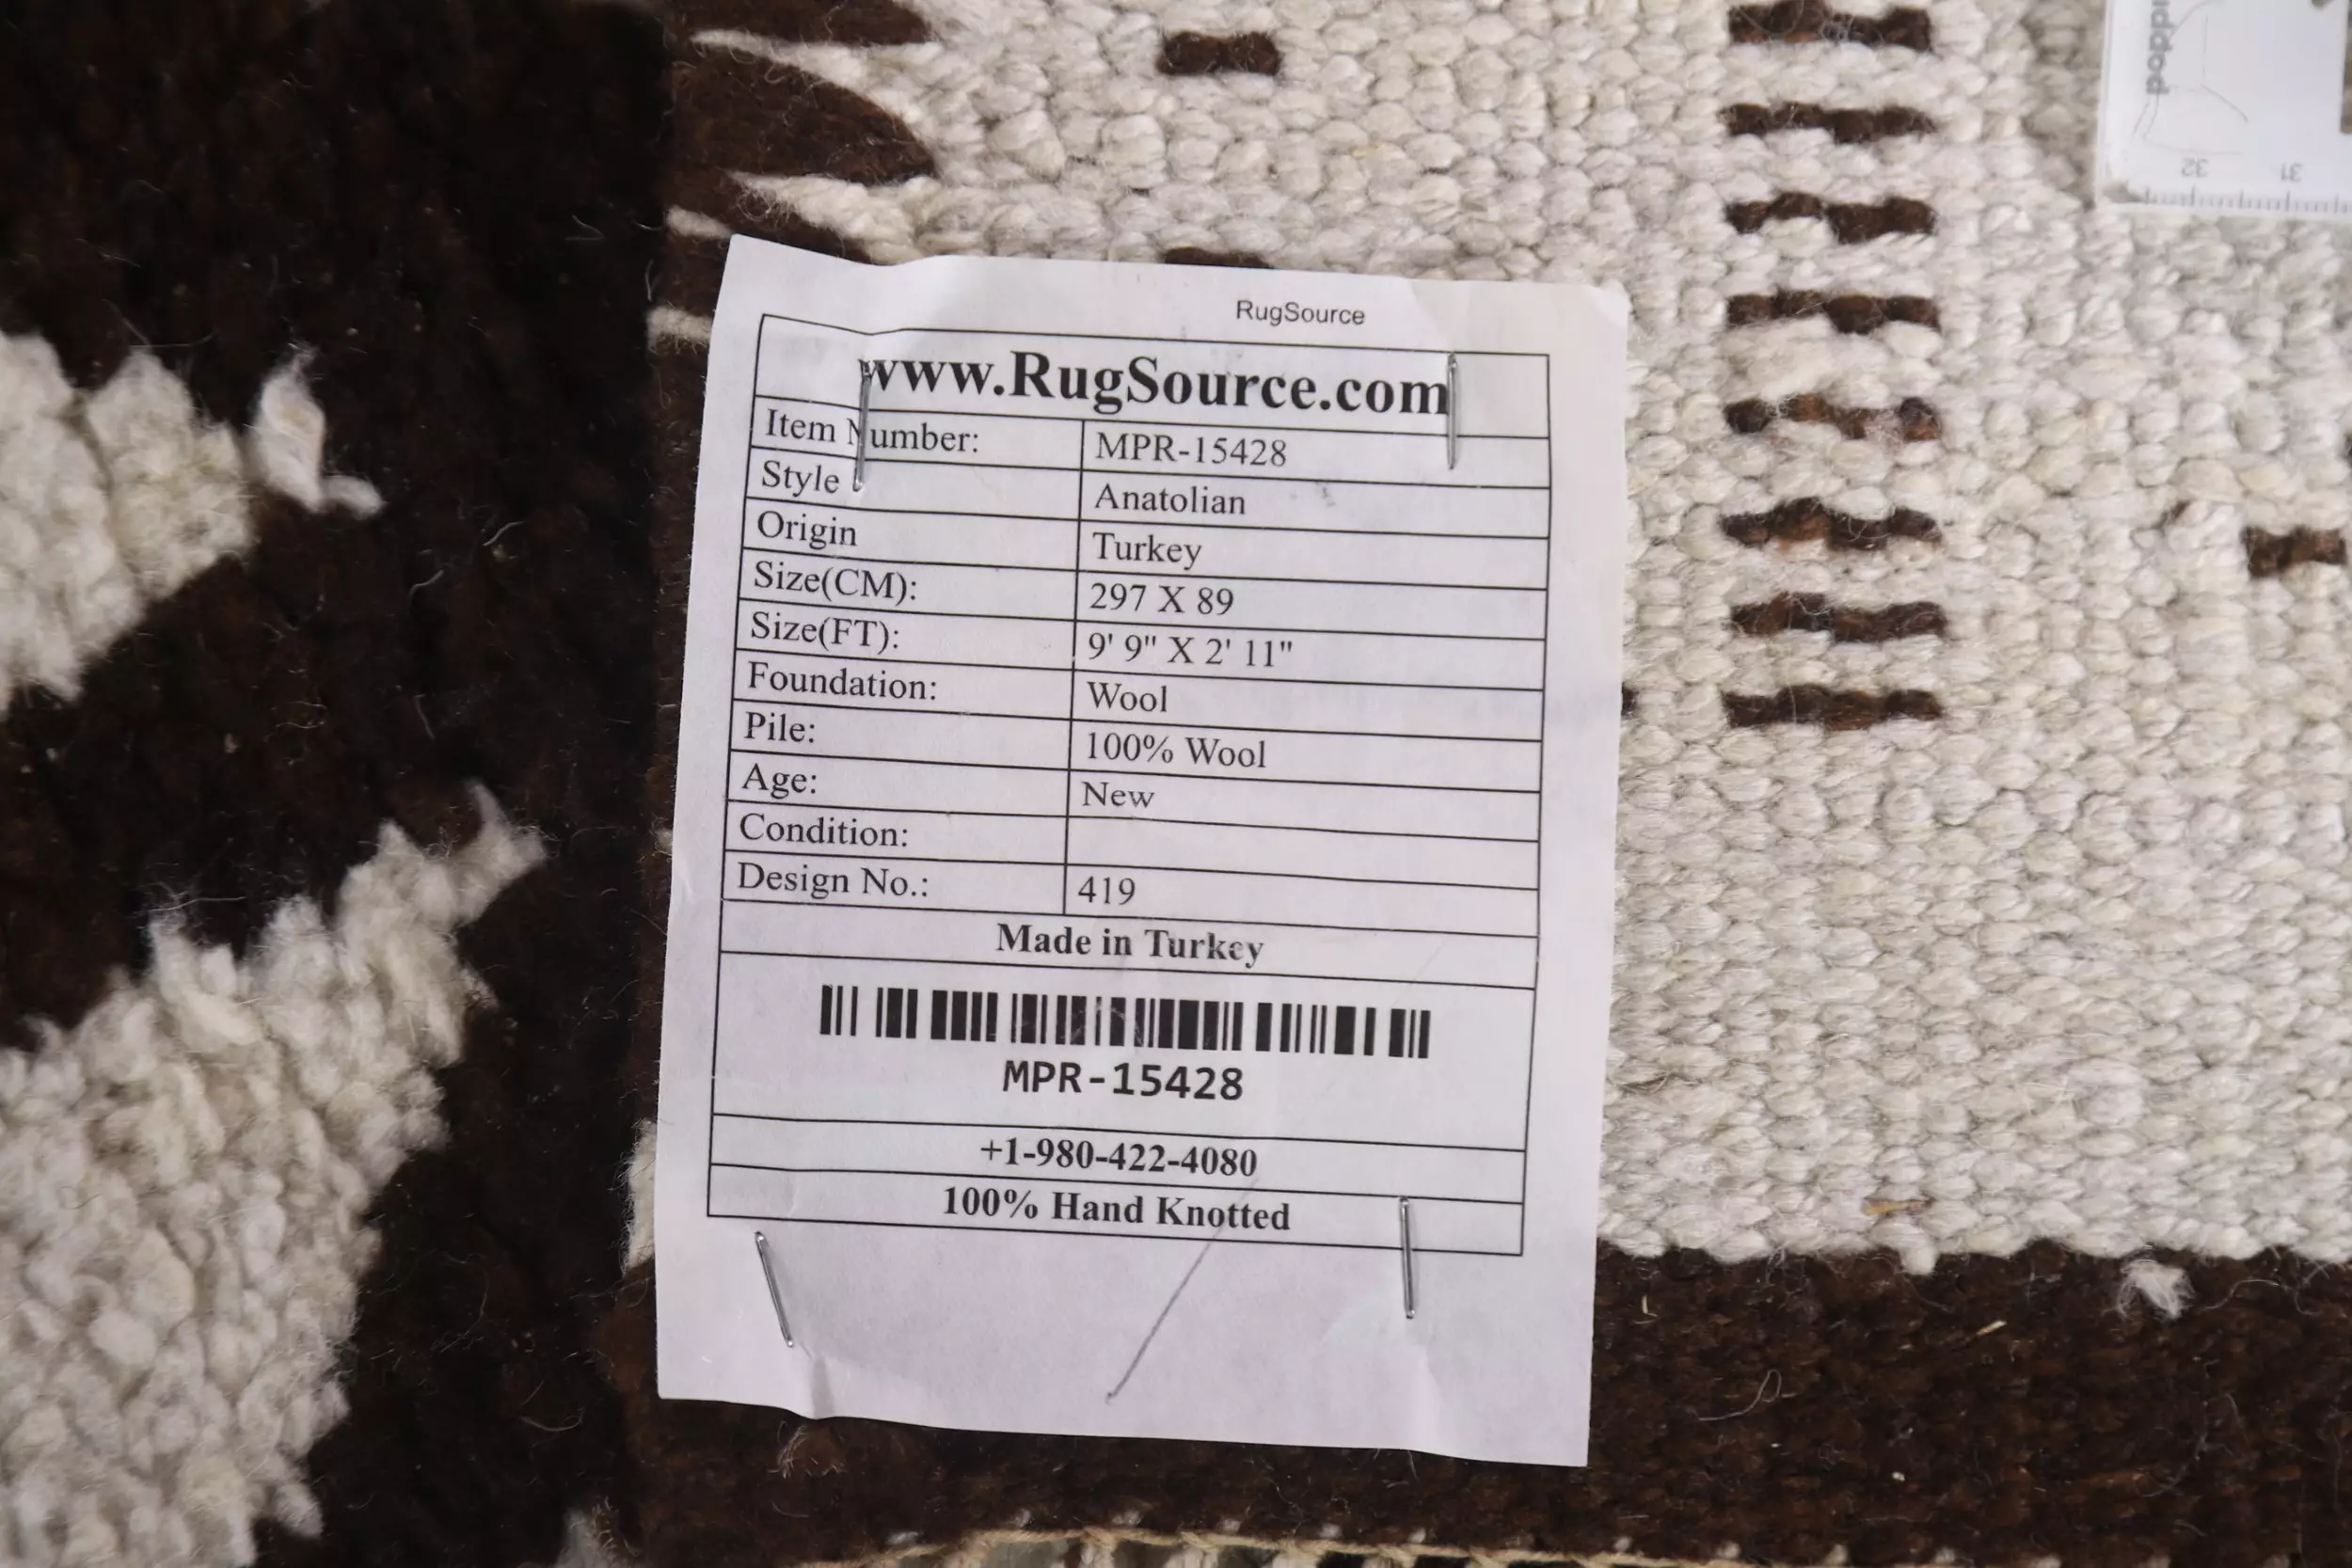 RugSource
www.RugSource.com
Item Number: MPR-15428
Style Anatolian
Origin Turkey
Size(CM): 297 X 89
Size(FT): 9' 9" X 2' 11"
Foundation: Wool
Pile: 100% Wool
Age: New
Condition:
Design No.: 419
Made in Turkey
MPR-15428
+1-980-422-4080
100% Hand Knotted
32 31